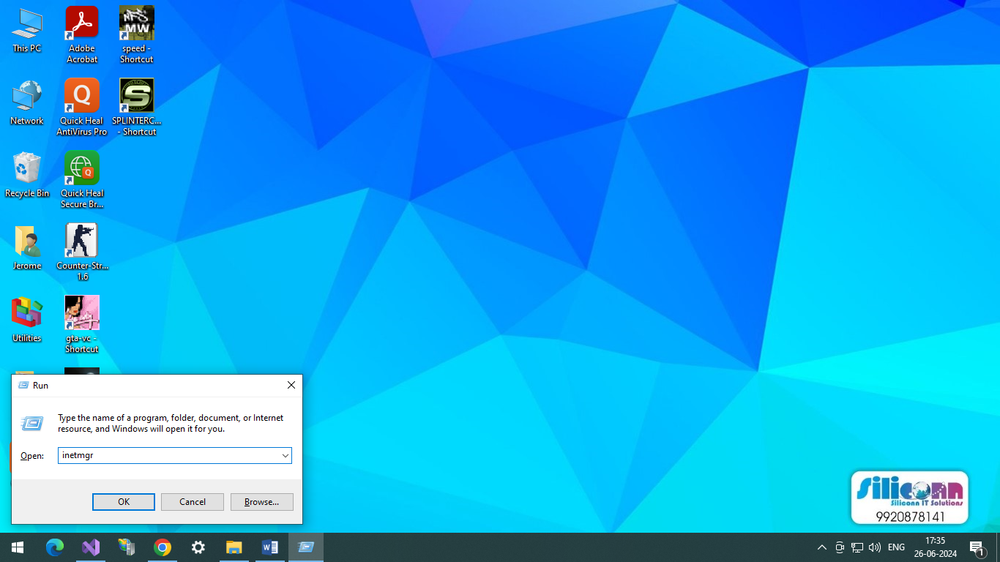 This PC
Adobe
Acrobat
speed -
Shortcut
NFS
MW
Network
Quick Heal
AntiVirus Pro
SPLINTERC...
- Shortcut
Recycle Bin
Quick Heal
Secure Br...
Jerome
Counter-Str...
1.6
Utilities
gta-vc -
Shortcut
Run
Type the name of a program, folder, document, or Internet
resource, and Windows will open it for you.
Open:
inetmgr
OK
Cancel
Browse...
Siliconn
Siliconn IT Solutions
9920878141
ENG
17:35
26-06-2024
1